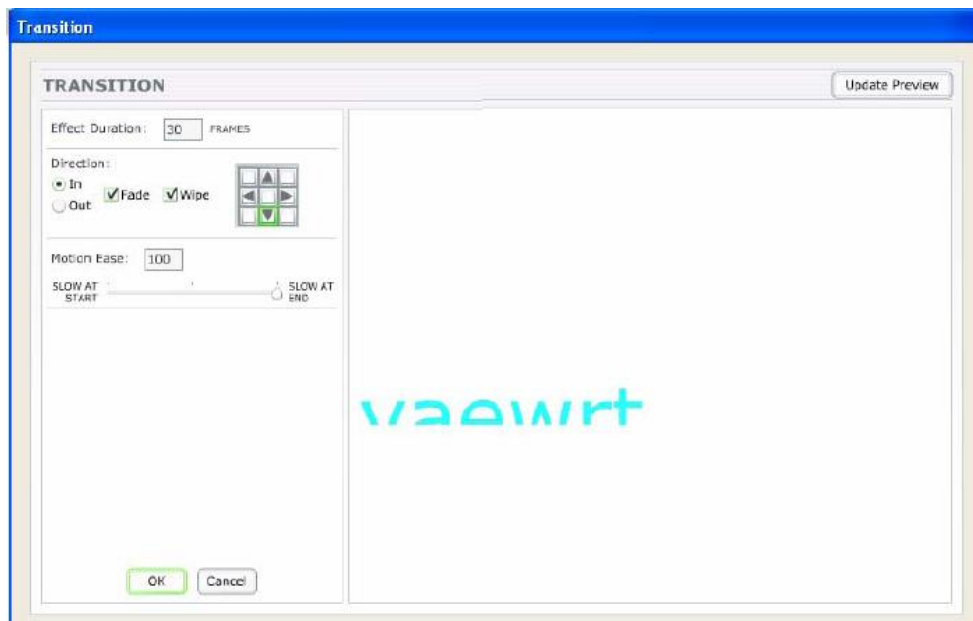 Transition
TRANSITION
Update Preview
Effect Duration: 30 FRAMES
Direction:
In
Out
Fade
Wipe
Motion Ease: 100
SLOW AT START
SLOW AT END
vaewrt
OK
Cancel